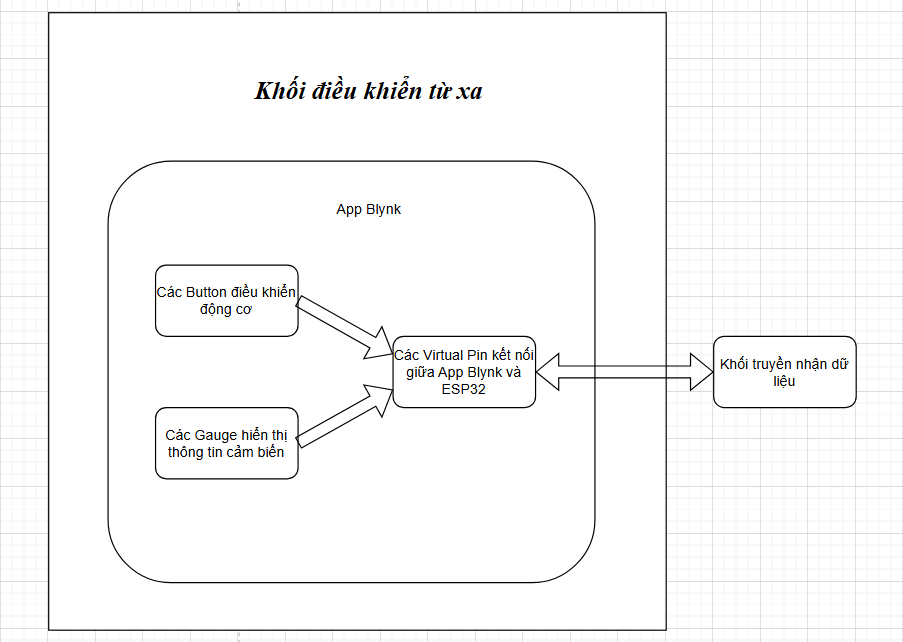 Khối điều khiển từ xa
App Blynk
Các Button điều khiển
động cơ
Các Virtual Pin kết nối
giữa App Blynk và
ESP32
Khối truyền nhận dữ
liệu
Các Gauge hiển thị
thông tin cảm biến